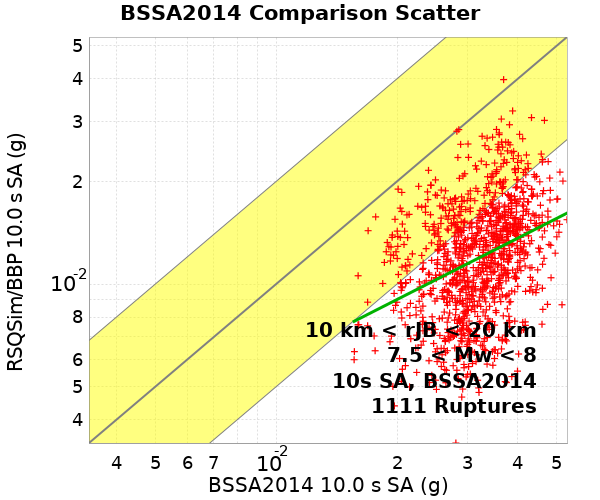 BSSA2014 Comparison Scatter
RSQSim/BBP 10.0 s SA (g)
5
4
3
2
10-2
8
6
5
4
10 km < rJB < 20 km
7.5 < Mw < 8
10s SA, BSSA2014
1111 Ruptures
4 5 6 7 10-2 2 3 4 5
BSSA2014 10.0 s SA (g)